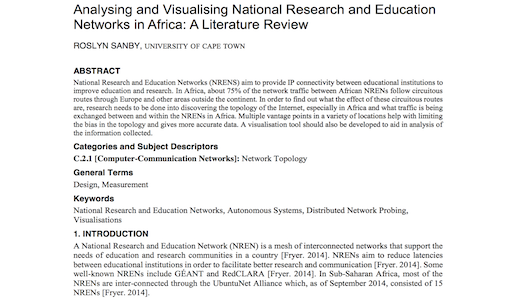 Analysing and Visualising National Research and Education
Networks in Africa: A Literature Review
ROSLYN SANBY, UNIVERSITY OF CAPE TOWN
ABSTRACT
National Research and Education Networks (NRENS) aim to provide IP connectivity between educational institutions to
improve education and research. In Africa, about 75% of the network traffic between African NRENs follow circuitous
routes through Europe and other areas outside the continent. In order to find out what the effect of these circuitous routes
are, research needs to be done into discovering the topology of the Internet, especially in Africa and what traffic is being
exchanged between and within the NRENs in Africa. Multiple vantage points in a variety of locations help with limiting
the bias in the topology and gives more accurate data. A visualisation tool should also be developed to aid in analysis of
the information collected.
Categories and Subject Descriptors
C.2.1 [Computer-Communication Networks]: Network Topology
General Terms
Design, Measurement
Keywords
National Research and Education Networks, Autonomous Systems, Distributed Network Probing,
Visualisations
1. INTRODUCTION
A National Research and Education Network (NREN) is a mesh of interconnected networks that support the
needs of education and research communities in a country [Fryer. 2014]. NRENs aim to reduce latencies
between educational institutions in order to facilitate better research and communication [Fryer. 2014]. Some
well-known NRENs include GÉANT and RedCLARA [Fryer. 2014]. In Sub-Saharan Africa, most of the
NRENs are inter-connected through the UbuntuNet Alliance which, as of September 2014, consisted of 15
NRENs [Fryer. 2014].